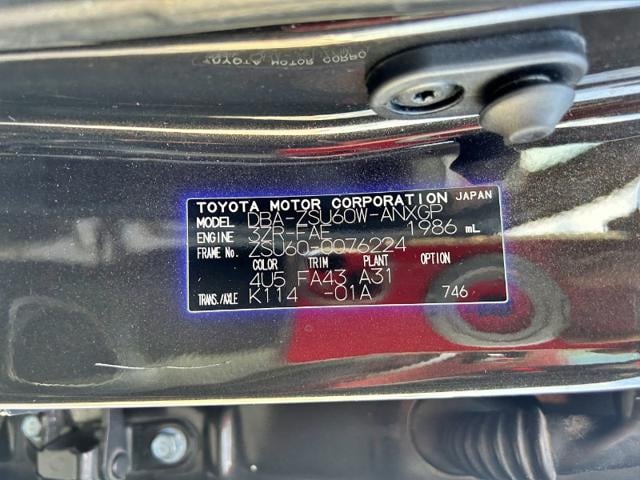 TOYOTA MOTOR CORPORATION JAPAN
MODEL DBA-ZSU60W-ANXGP
ENGINE 3ZR-FAE 1986 mL
FRAME No. ZSU60-0076224
COLOR TRIM PLANT OPTION
4U5 FA43 A31
TRANS./AXLE K114 -01A 746